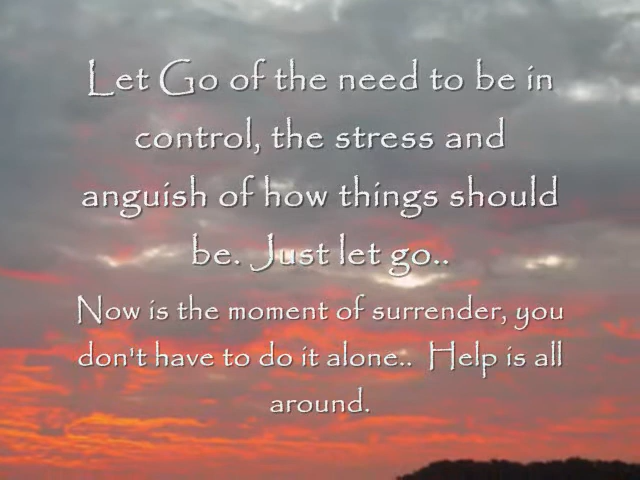 Let Go of the need to be in
control, the stress and
anguish of how things should
be. Just let go..
Now is the moment of surrender, you
don't have to do it alone.. Help is all
around.